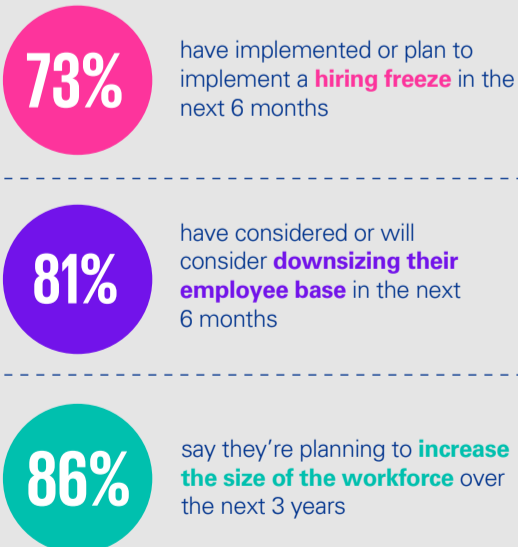 73%
have implemented or plan to
implement a hiring freeze in the
next 6 months
81%
have considered or will
consider downsizing their
employee base in the next
6 months
86%
say they’re planning to increase
the size of the workforce over
the next 3 years